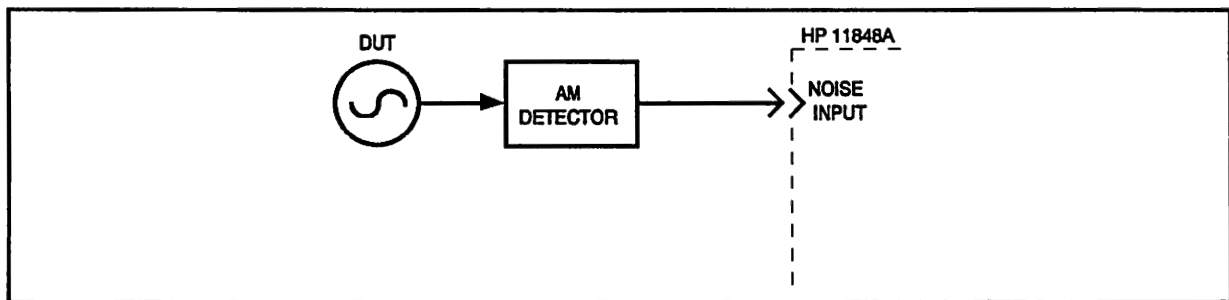 HP 11848A
DUT
AM
DETECTOR
NOISE
INPUT